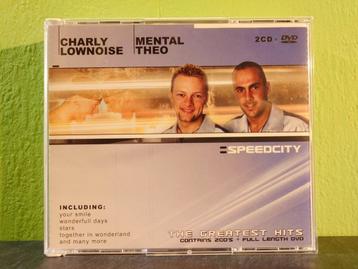 CHARLY
LOWNOISE
MENTAL
THEO
2CD - DVD
SPEEDCITY
INCLUDING:
your smile
wonderfull days
stars
together in wonderland
and many more
THE GREATEST HITS
CONTAINS 2CD'S + FULL LENGTH DVD